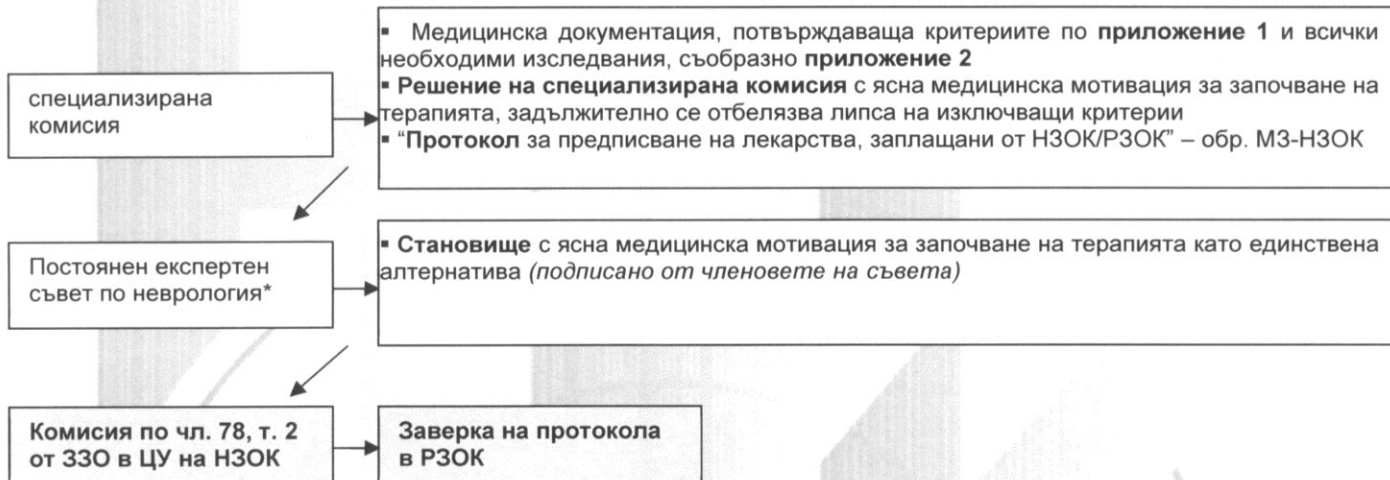 специализирана
комисия
▪ Медицинска документация, потвърждаваща критериите по приложение 1 и всички
необходими изследвания, съобразно приложение 2
▪ Решение на специализирана комисия с ясна медицинска мотивация за започване на
терапията, задължително се отбелязва липса на изключващи критерии
▪ “Протокол за предписване на лекарства, заплащани от НЗОК/РЗОК” – обр. МЗ-НЗОК
Постоянен експертен
съвет по неврология*
▪ Становище с ясна медицинска мотивация за започване на терапията като единствена
алтернатива (подписано от членовете на съвета)
Комисия по чл. 78, т. 2
от ЗЗО в ЦУ на НЗОК
Заверка на протокола
в РЗОК